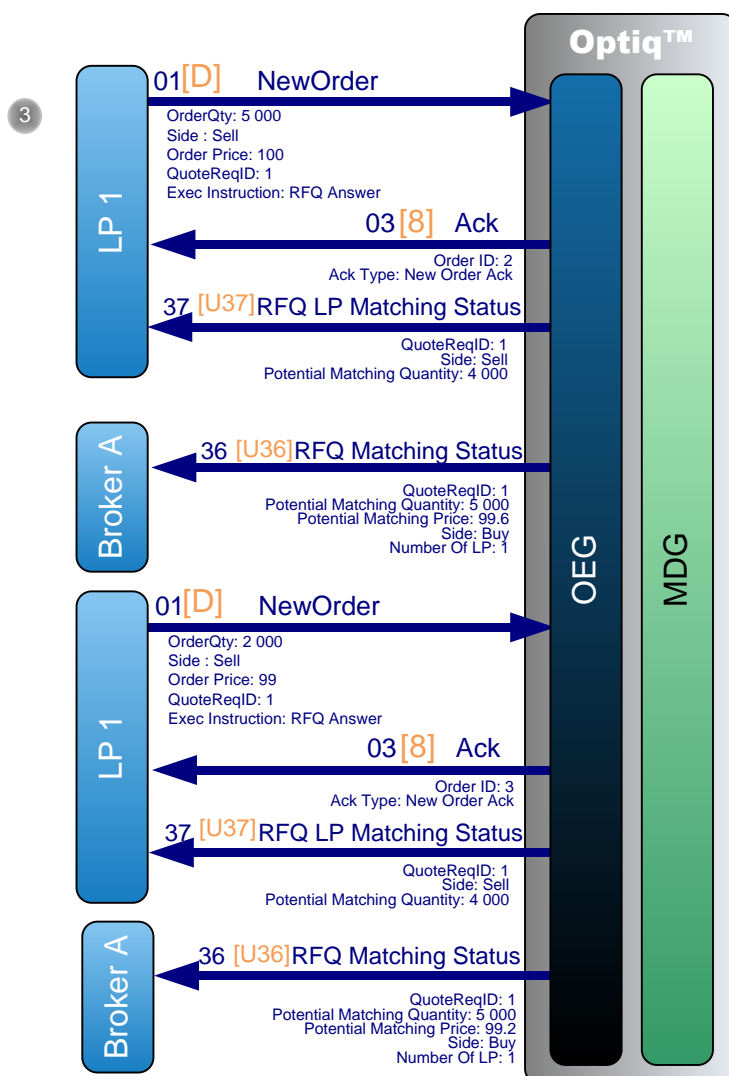 Optiq™
3
LP 1
01[D] NewOrder
OrderQty: 5 000
Side : Sell
Order Price: 100
QuoteReqID: 1
Exec Instruction: RFQ Answer
03[8] Ack
Order ID: 2
Ack Type: New Order Ack
37 [U37]RFQ LP Matching Status
QuoteReqID: 1
Side: Sell
Potential Matching Quantity: 4 000
Broker A
36 [U36]RFQ Matching Status
QuoteReqID: 1
Potential Matching Quantity: 5 000
Potential Matching Price: 99.6
Side: Buy
Number Of LP: 1
OEG
MDG
LP 1
01[D] NewOrder
OrderQty: 2 000
Side : Sell
Order Price: 99
QuoteReqID: 1
Exec Instruction: RFQ Answer
03[8] Ack
Order ID: 3
Ack Type: New Order Ack
37 [U37]RFQ LP Matching Status
QuoteReqID: 1
Side: Sell
Potential Matching Quantity: 4 000
Broker A
36 [U36]RFQ Matching Status
QuoteReqID: 1
Potential Matching Quantity: 5 000
Potential Matching Price: 99.2
Side: Buy
Number Of LP: 1